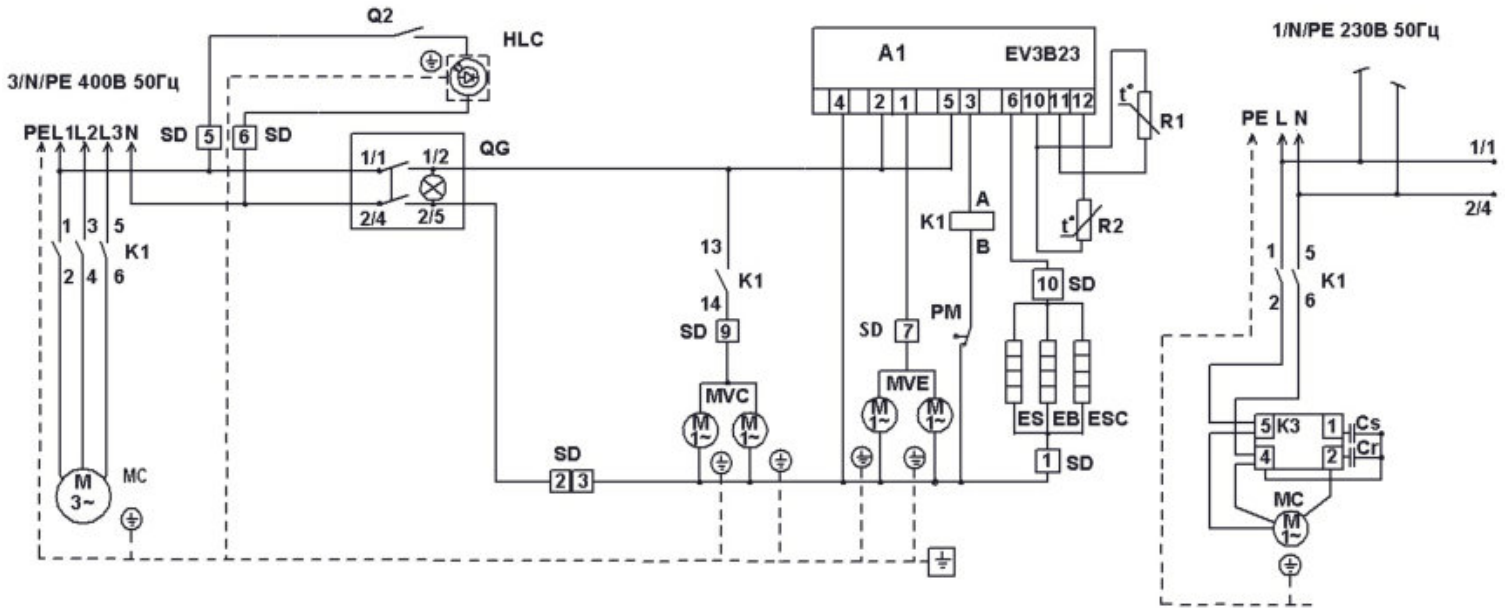 Q2
HLC
3/N/PE 400В 50Гц
A1 EV3B23
1/N/PE 230В 50Гц
4 2 1 5 3 6 10 11 12
t° R1
PE L1 L2 L3 N
SD 5 6 SD
PE L N
QG
1/1 1/2
2/4 2/5
1/1
2/4
A
K1
B
t° R2
1 3 5
K1
2 4 6
13
K1
14
10 SD
1 5
K1
2 6
PM
SD 9
SD 7
MVC
M 1~ M 1~
MVE
M 1~ M 1~
ES EB ESC
5 K3 1 Cs
4 2 Cr
SD
2 3
1 SD
M 3~
MC
MC
M 1~